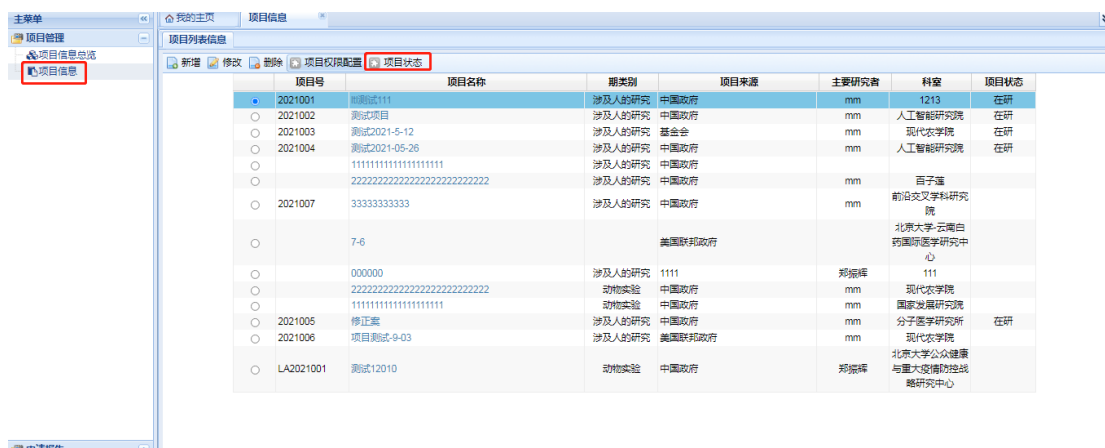 主菜单 我的主页 项目信息
项目管理 项目列表信息
项目信息总览
项目信息
新增 修改 删除 项目权限配置 项目状态
项目号 项目名称 期类别 项目来源 主要研究者 科室 项目状态
2021001 涉及人的研究 中国政府 mm 1213 在研
2021002 测试项目 涉及人的研究 中国政府 mm 人工智能研究院 在研
2021003 测试2021-5-12 涉及人的研究 基金会 mm 现代农学院 在研
2021004 测试2021-05-26 涉及人的研究 中国政府 mm 人工智能研究院 在研
1111111111111111111 涉及人的研究 中国政府
2222222222222222222222222 涉及人的研究 中国政府 mm 百子莲
2021007 33333333333 涉及人的研究 中国政府 mm 前沿交叉学科研究
院
7-6 美国联邦政府 北京大学-云南白
药国际医学研究中
心
000000 涉及人的研究 1111 郑振辉 111
2222222222222222222222222 动物实验 中国政府 mm 现代农学院
1111111111111111111 动物实验 中国政府 mm 国家发展研究院
2021005 修正案 涉及人的研究 中国政府 mm 分子医学研究所 在研
2021006 项目测试-9-03 涉及人的研究 美国联邦政府 mm 现代农学院
LA2021001 测试12010 动物实验 中国政府 郑振辉 北京大学公众健康
与重大疫情防控战
略研究中心